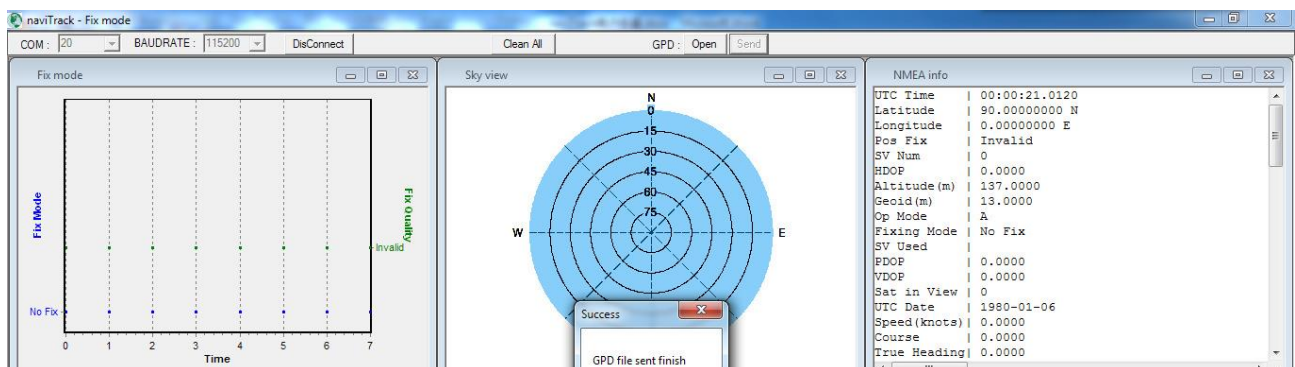 naviTrack - Fix mode
COM : 20 BAUDRATE : 115200 DisConnect Clean All GPD : Open Send
Fix mode
Fix Mode
Fix Quality
Invalid
No Fix
0 1 2 3 4 5 6 7
Time
Sky view
N
0
15
30
45
60
75
W E
Success
GPD file sent finish
NMEA info
UTC Time | 00:00:21.0120
Latitude | 90.00000000 N
Longitude | 0.00000000 E
Pos Fix | Invalid
SV Num | 0
HDOP | 0.0000
Altitude(m) | 137.0000
Geoid(m) | 13.0000
Op Mode | A
Fixing Mode | No Fix
SV Used |
PDOP | 0.0000
VDOP | 0.0000
Sat in View | 0
UTC Date | 1980-01-06
Speed(knots)| 0.0000
Course | 0.0000
True Heading| 0.0000